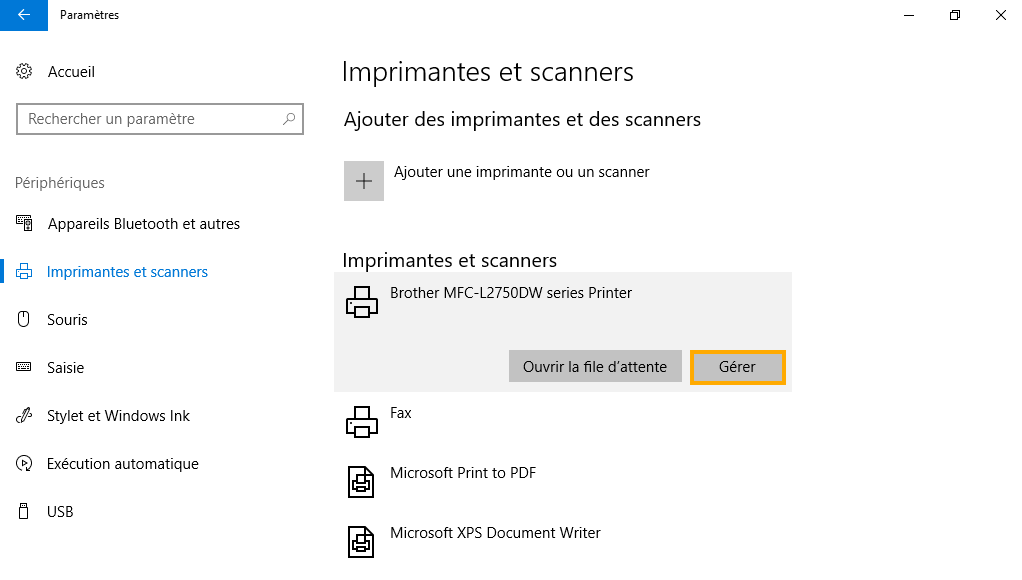 Paramètres
Accueil
Rechercher un paramètre
Périphériques
Appareils Bluetooth et autres
Imprimantes et scanners
Souris
Saisie
Stylet et Windows Ink
Exécution automatique
USB
Imprimantes et scanners
Ajouter des imprimantes et des scanners
Ajouter une imprimante ou un scanner
Imprimantes et scanners
Brother MFC-L2750DW series Printer
Ouvrir la file d’attente
Gérer
Fax
Microsoft Print to PDF
Microsoft XPS Document Writer